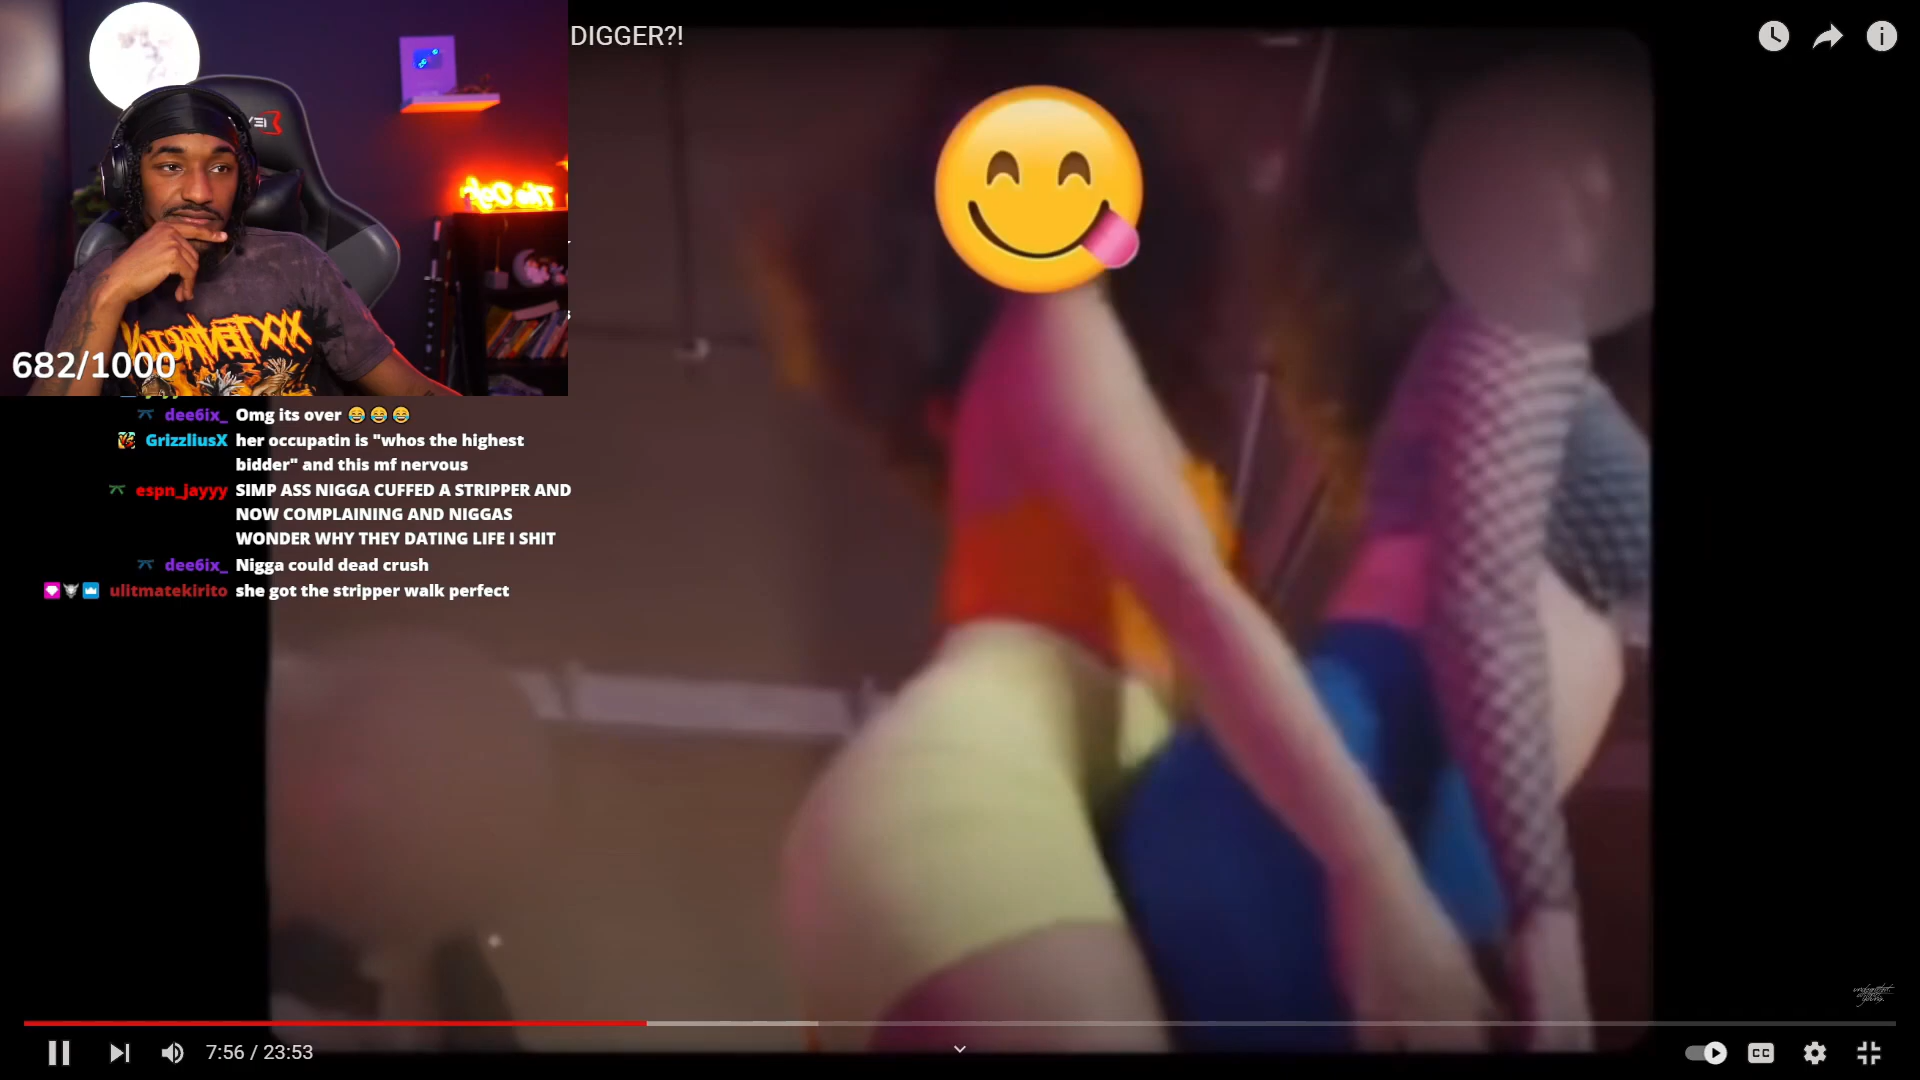 DIGGER?!
682/1000
dee6ix_ Omg its over 😂😂😂
GrizzliusX her occupatin is "whos the highest
bidder" and this mf nervous
espn_jayyy SIMP ASS NIGGA CUFFED A STRIPPER AND
NOW COMPLAINING AND NIGGAS
WONDER WHY THEY DATING LIFE I SHIT
dee6ix_ Nigga could dead crush
ulitmatekirito she got the stripper walk perfect
7:56 / 23:53
CC